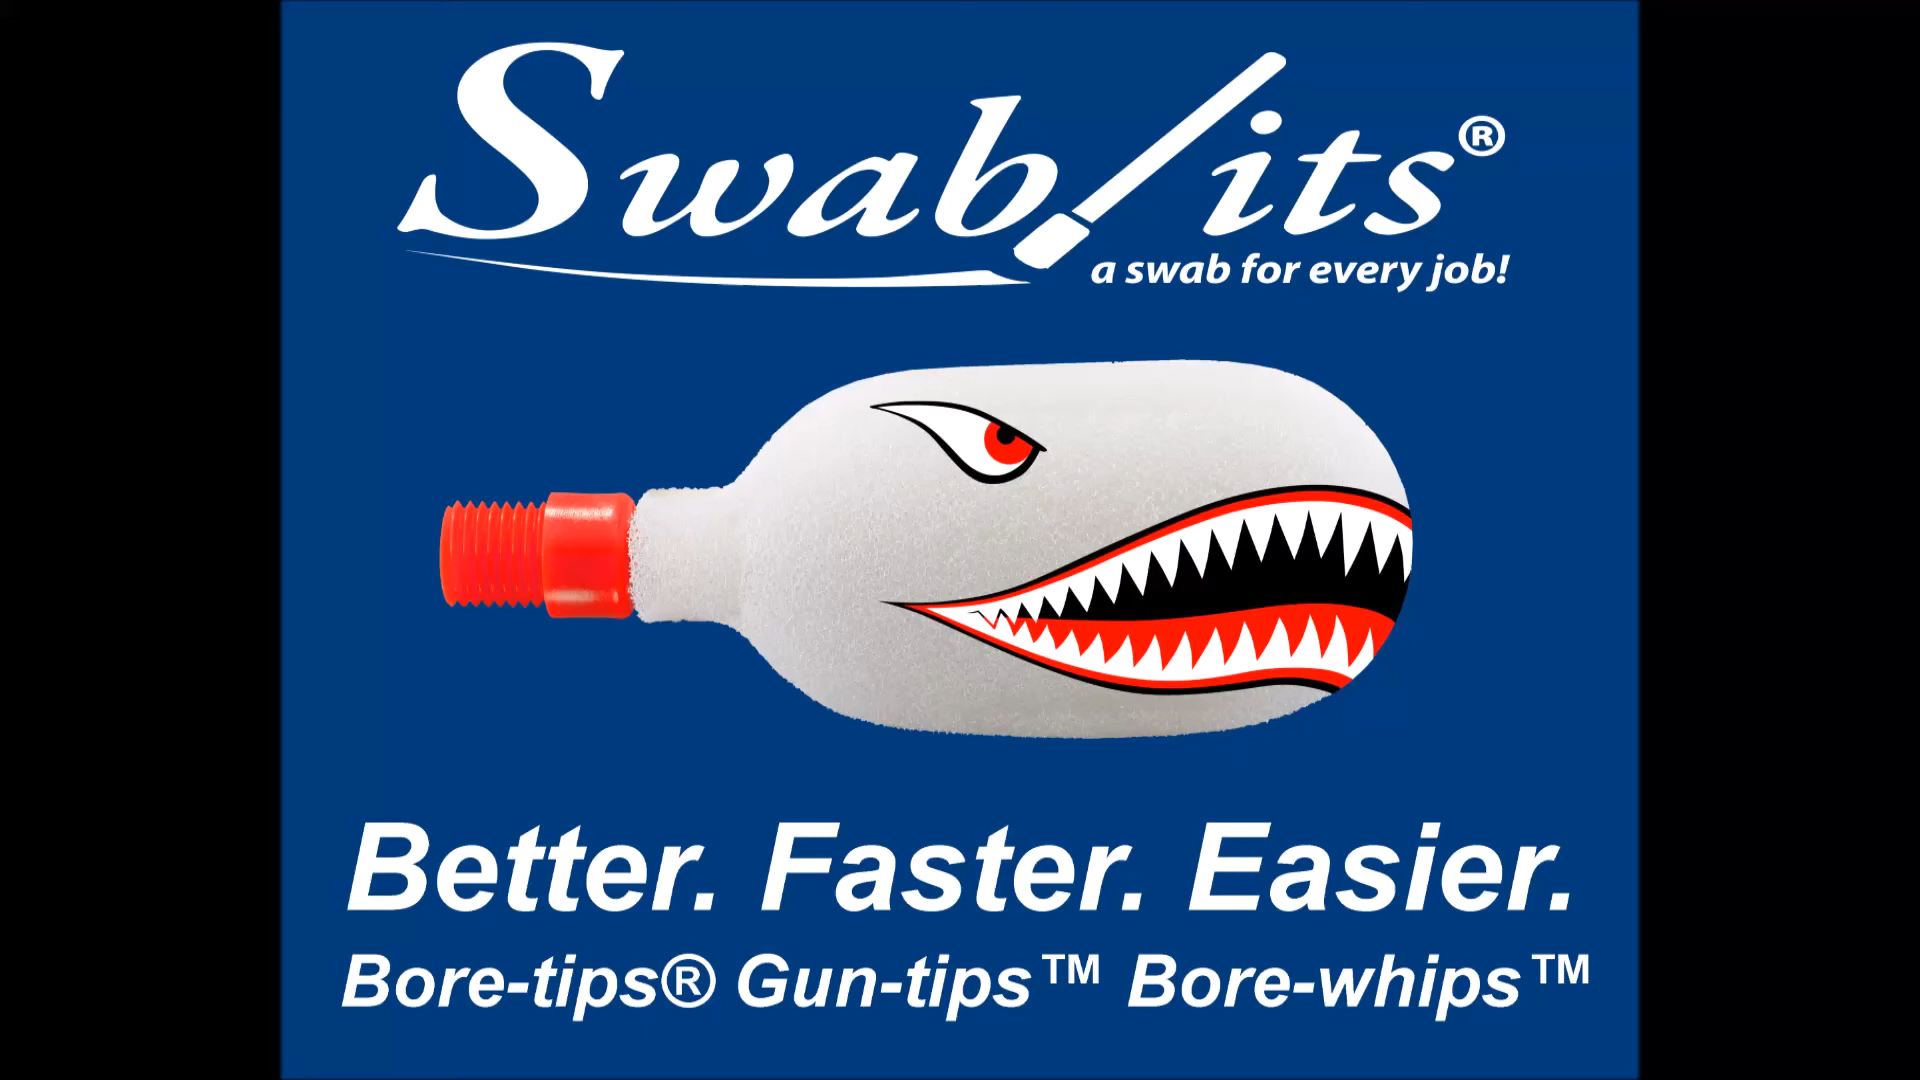 Swab-its®
a swab for every job!
Better. Faster. Easier.
Bore-tips® Gun-tips™ Bore-whips™